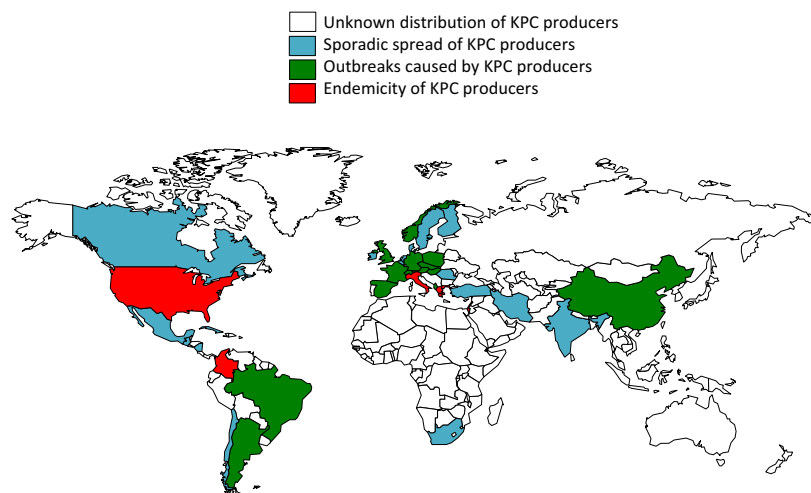 Unknown distribution of KPC producers
Sporadic spread of KPC producers
Outbreaks caused by KPC producers
Endemicity of KPC producers